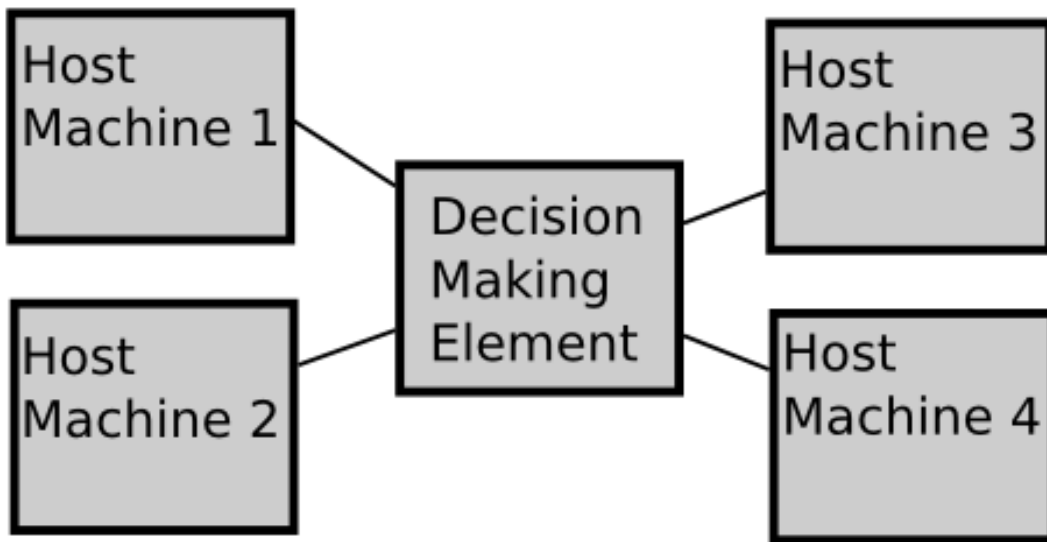 Host
Machine 1
Host
Machine 2
Decision
Making
Element
Host
Machine 3
Host
Machine 4